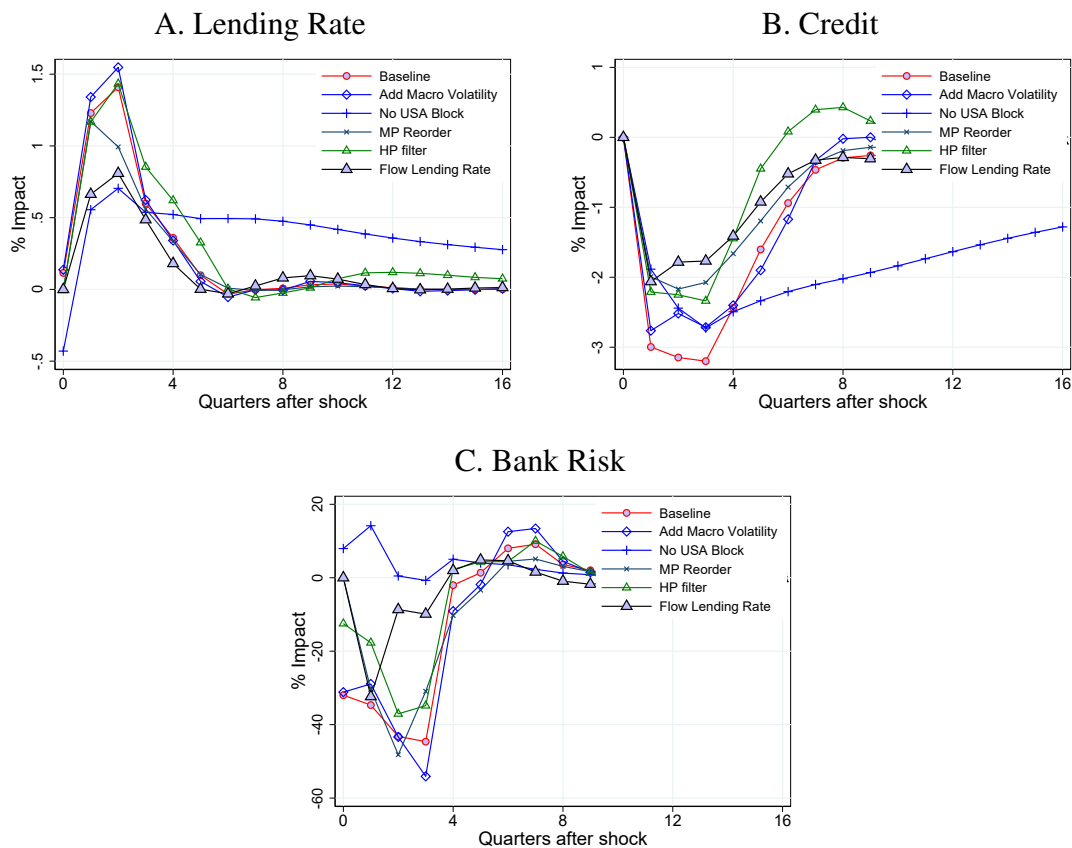 A. Lending Rate
% Impact
1.5
1
.5
0
-.5
0
4
8
12
16
Quarters after shock
Baseline
Add Macro Volatility
No USA Block
MP Reorder
HP filter
Flow Lending Rate
B. Credit
% Impact
1
0
-1
-2
-3
0
4
8
12
16
Quarters after shock
Baseline
Add Macro Volatility
No USA Block
MP Reorder
HP filter
Flow Lending Rate
C. Bank Risk
% Impact
20
0
-20
-40
-60
0
4
8
12
16
Quarters after shock
Baseline
Add Macro Volatility
No USA Block
MP Reorder
HP filter
Flow Lending Rate